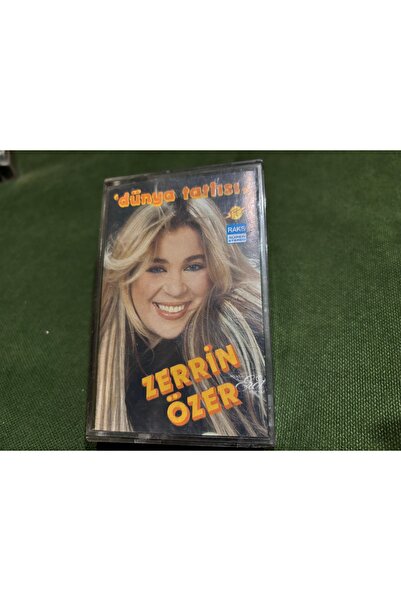 'dünya tatlısı'
RAKS
ZERRİN
ÖZER